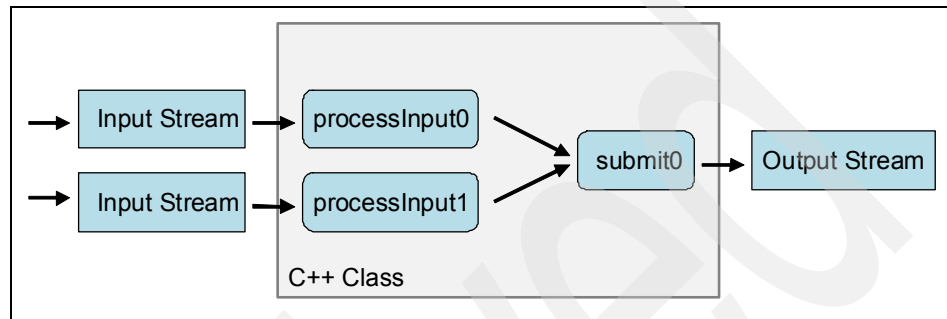 Input Stream
processInput0
submit0
Output Stream
Input Stream
processInput1
C++ Class